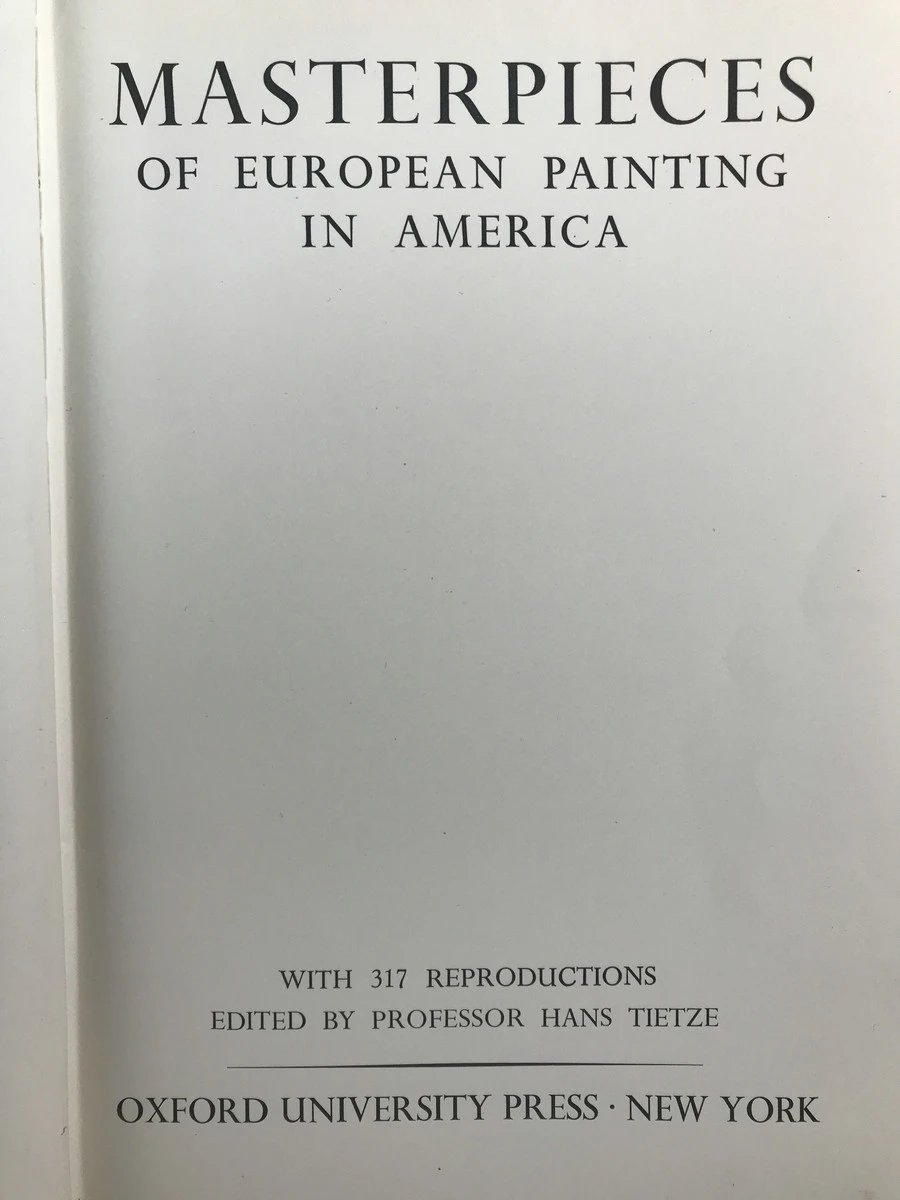 MASTERPIECES
OF EUROPEAN PAINTING
IN AMERICA
WITH 317 REPRODUCTIONS
EDITED BY PROFESSOR HANS TIETZE
OXFORD UNIVERSITY PRESS · NEW YORK